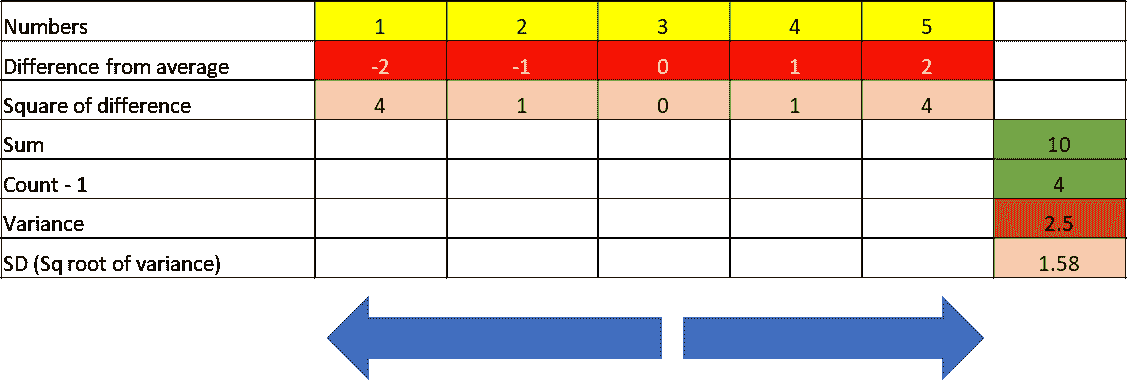 Numbers 1 2 3 4 5
Difference from average -2 -1 0 1 2
Square of difference 4 1 0 1 4
Sum 10
Count - 1 4
Variance 2.5
SD (Sq root of variance) 1.58